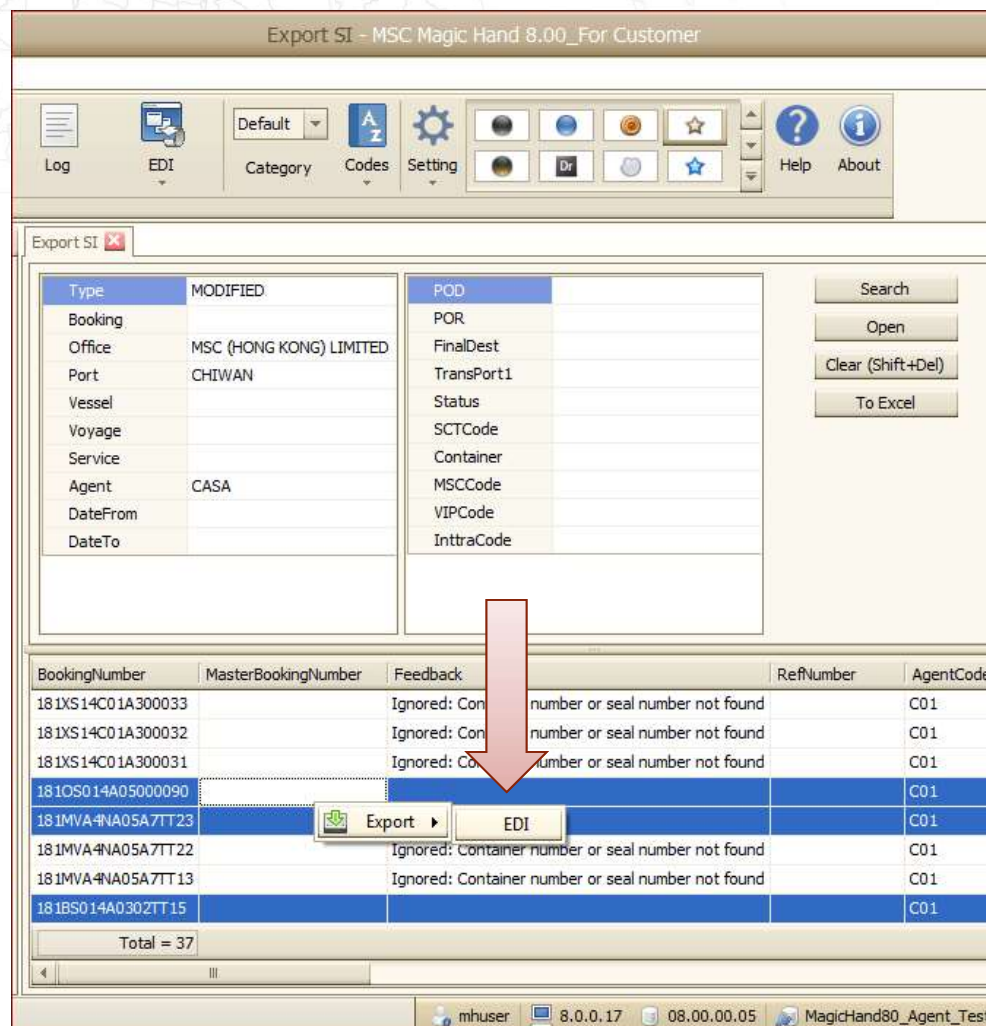 Export SI - MSC Magic Hand 8.00_For Customer
Log EDI Default Category A Z Codes Setting Dr Help About
Export SI
Type MODIFIED POD Search
Booking POR Open
Office MSC (HONG KONG) LIMITED FinalDest Clear (Shift+Del)
Port CHIWAN TransPort1 To Excel
Vessel Status
Voyage SCTCode
Service Container
Agent CASA MSCCode
DateFrom VIPCode
DateTo InttraCode
BookingNumber MasterBookingNumber Feedback RefNumber AgentCode
181XS14C01A300033 Ignored: Con number or seal number not found C01
181XS14C01A300032 Ignored: Con number or seal number not found C01
181XS14C01A300031 Ignored: Co number or seal number not found C01
181OS014A05000090 C01
181MVA4NA05A7TT23 Export EDI C01
181MVA4NA05A7TT22 Ignored: Container number or seal number not found C01
181MVA4NA05A7TT13 Ignored: Container number or seal number not found C01
181BS014A0302TT15 C01
Total = 37
mhuser 8.0.0.17 08.00.00.05 MagicHand80_Agent_Test